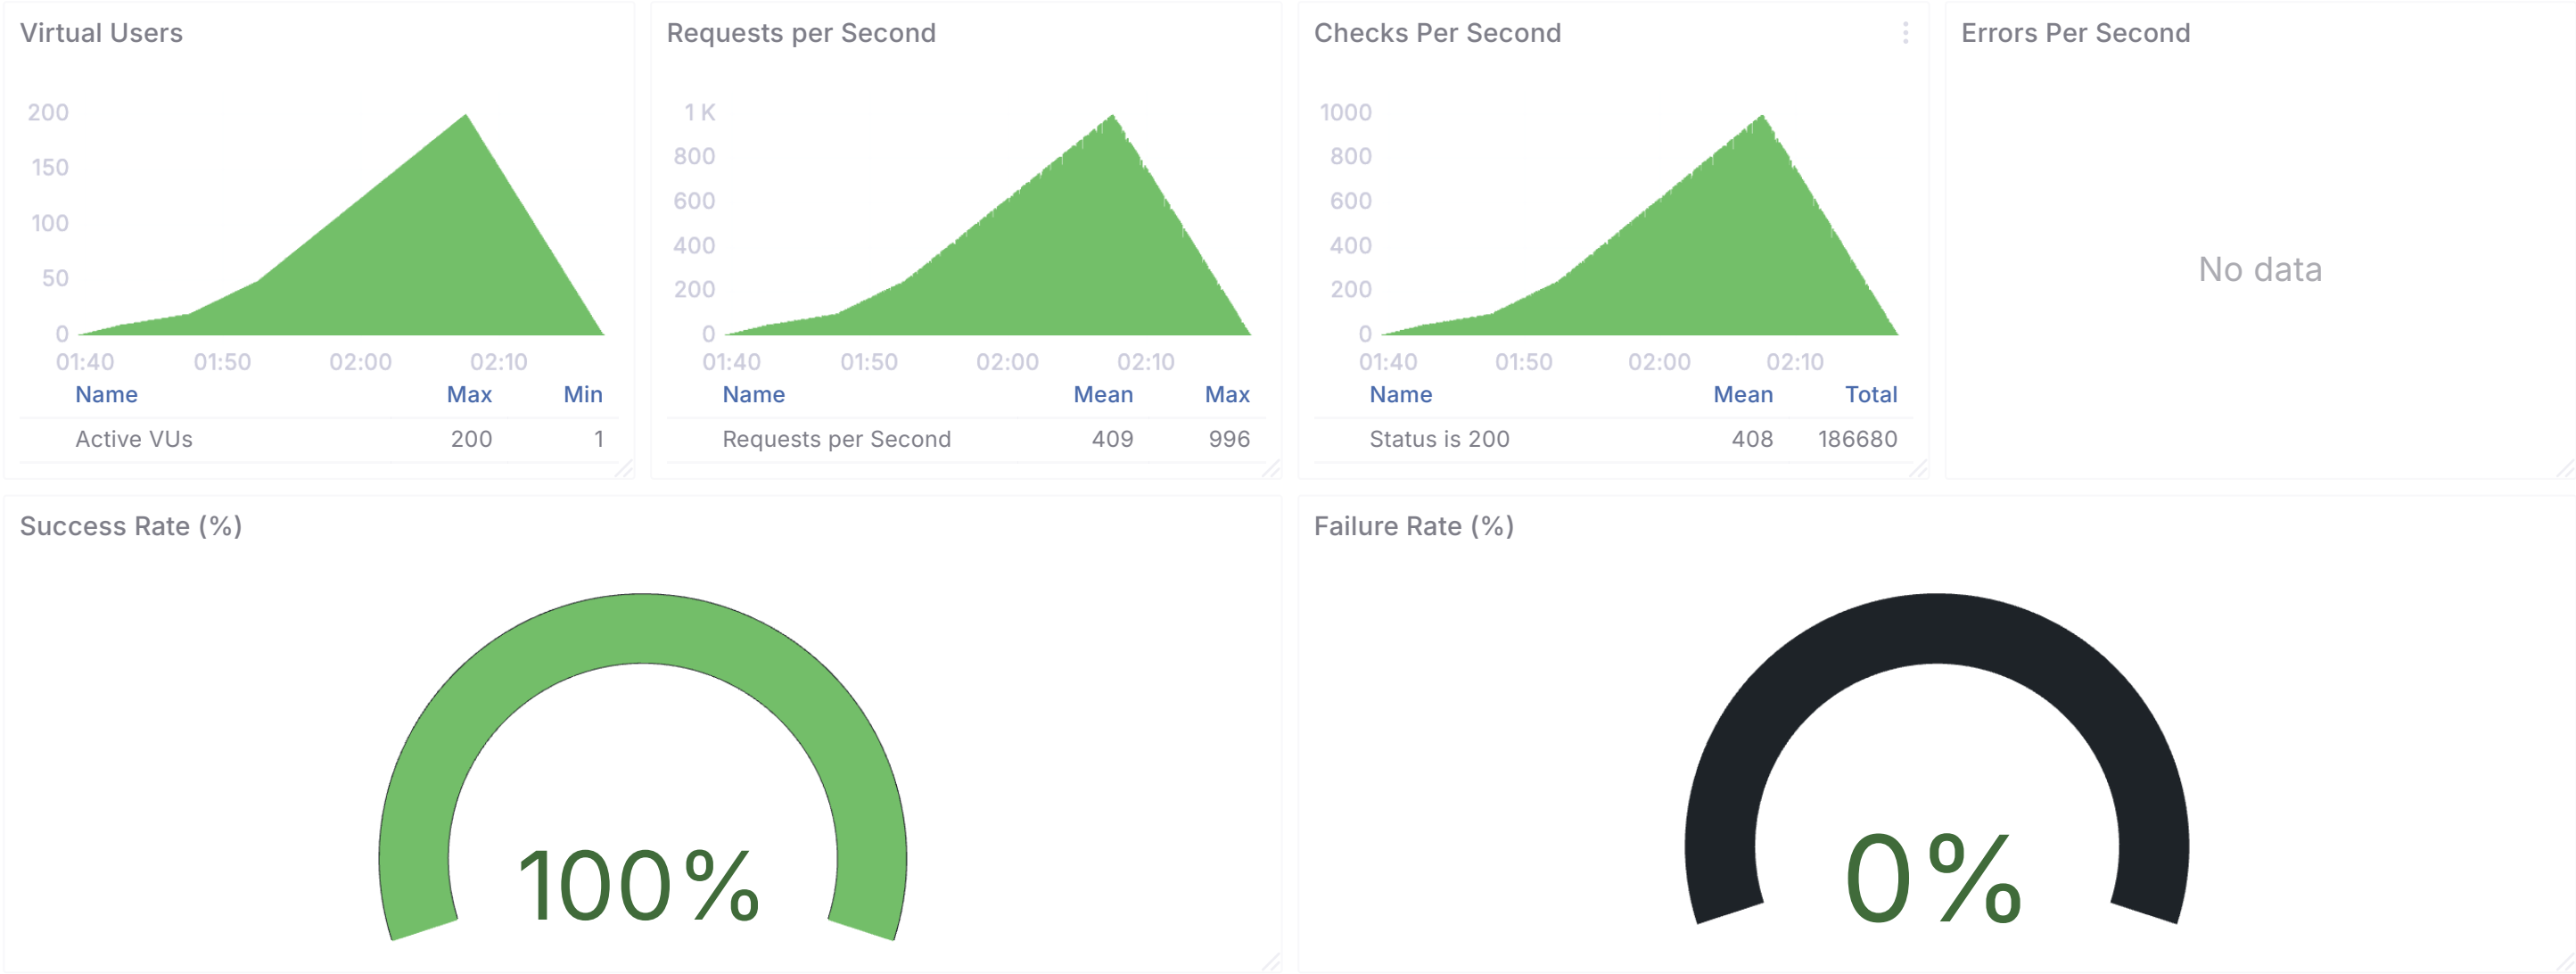 Virtual Users
200
150
100
50
0
01:40 01:50 02:00 02:10
Name Max Min
Active VUs 200 1
Requests per Second
1 K
800
600
400
200
0
01:40 01:50 02:00 02:10
Name Mean Max
Requests per Second 409 996
Checks Per Second
1000
800
600
400
200
0
01:40 01:50 02:00 02:10
Name Mean Total
Status is 200 408 186680
Errors Per Second
No data
Success Rate (%)
100%
Failure Rate (%)
0%